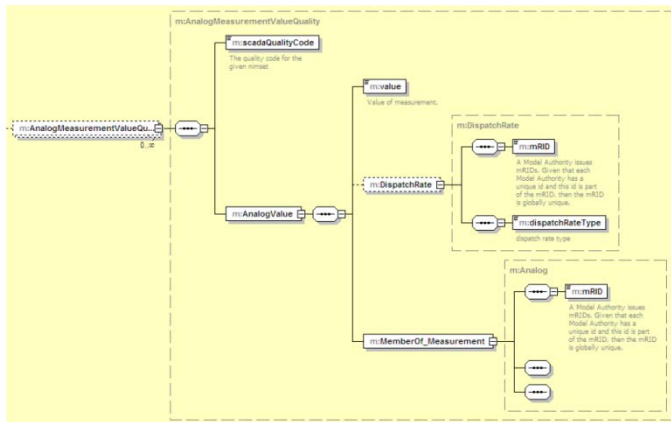 m:AnalogMeasurementValueQuality
m:scadaQualityCode
The quality code for the
given nimset
m:AnalogMeasurementValueQu...
0..∞
m:AnalogValue
m:value
Value of measurement.
m:DispatchRate
m:DispatchRate
m:mRID
A Model Authority issues
mRIDs. Given that each
Model Authority has a
unique id and this id is part
of the mRID, then the mRID
is globally unique.
m:dispatchRateType
dispatch rate type
m:MemberOf_Measurement
m:Analog
m:mRID
A Model Authority issues
mRIDs. Given that each
Model Authority has a
unique id and this id is part
of the mRID, then the mRID
is globally unique.